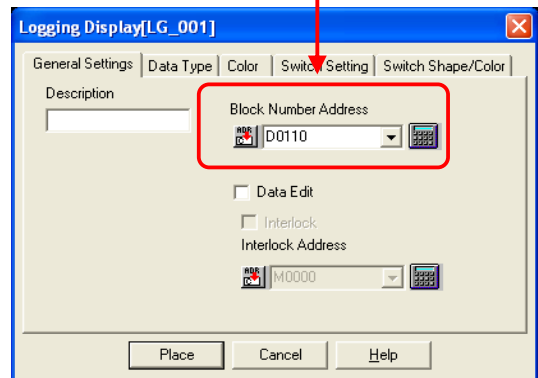 Logging Display[LG_001]
General Settings Data Type Color Switch Setting Switch Shape/Color
Description
Block Number Address
D0110
Data Edit
Interlock
Interlock Address
M0000
Place Cancel Help